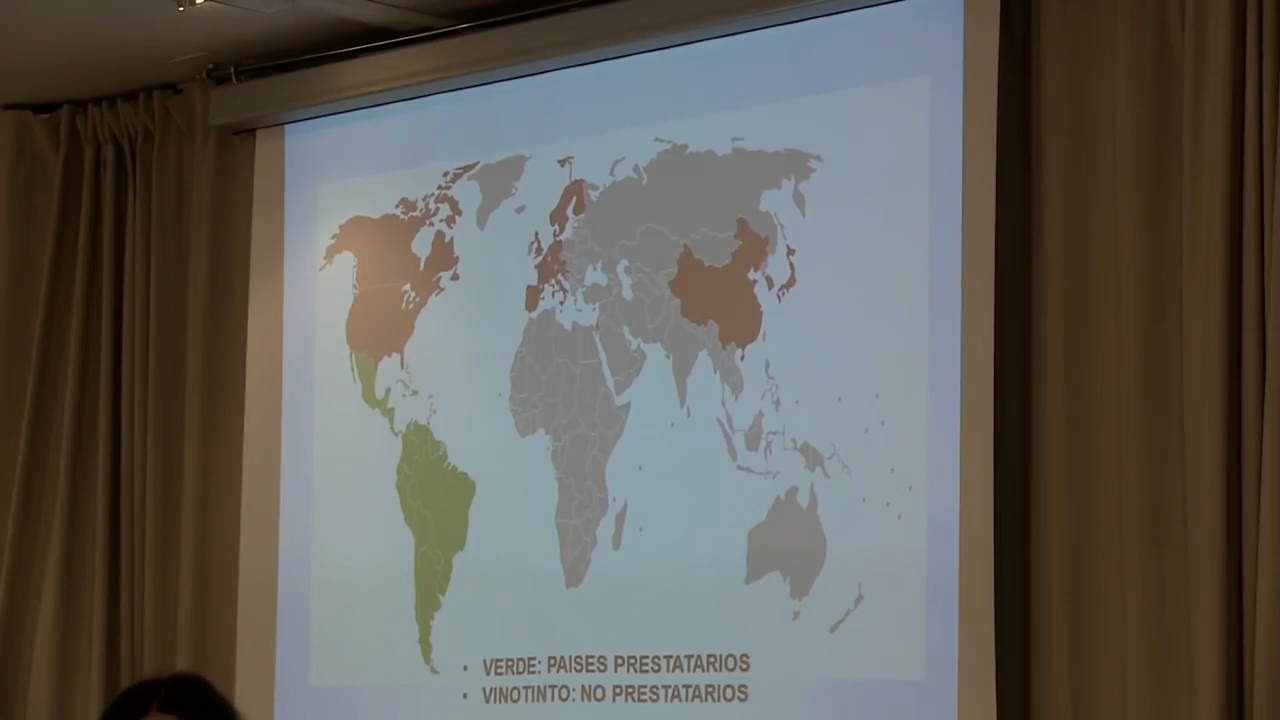 • VERDE: PAISES PRESTATARIOS
• VINOTINTO: NO PRESTATARIOS